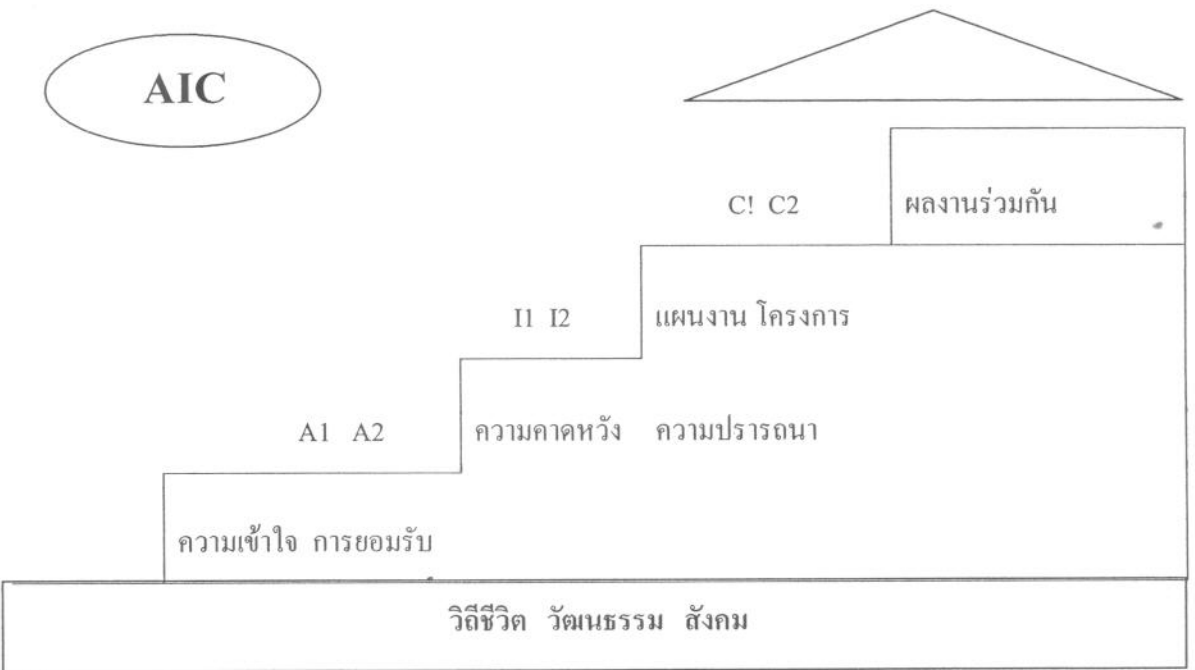 AIC
C! C2 ผลงานร่วมกัน
I1 I2 แผนงาน โครงการ
A1 A2 ความคาดหวัง ความปรารถนา
ความเข้าใจ การยอมรับ
วิถีชีวิต วัฒนธรรม สังคม